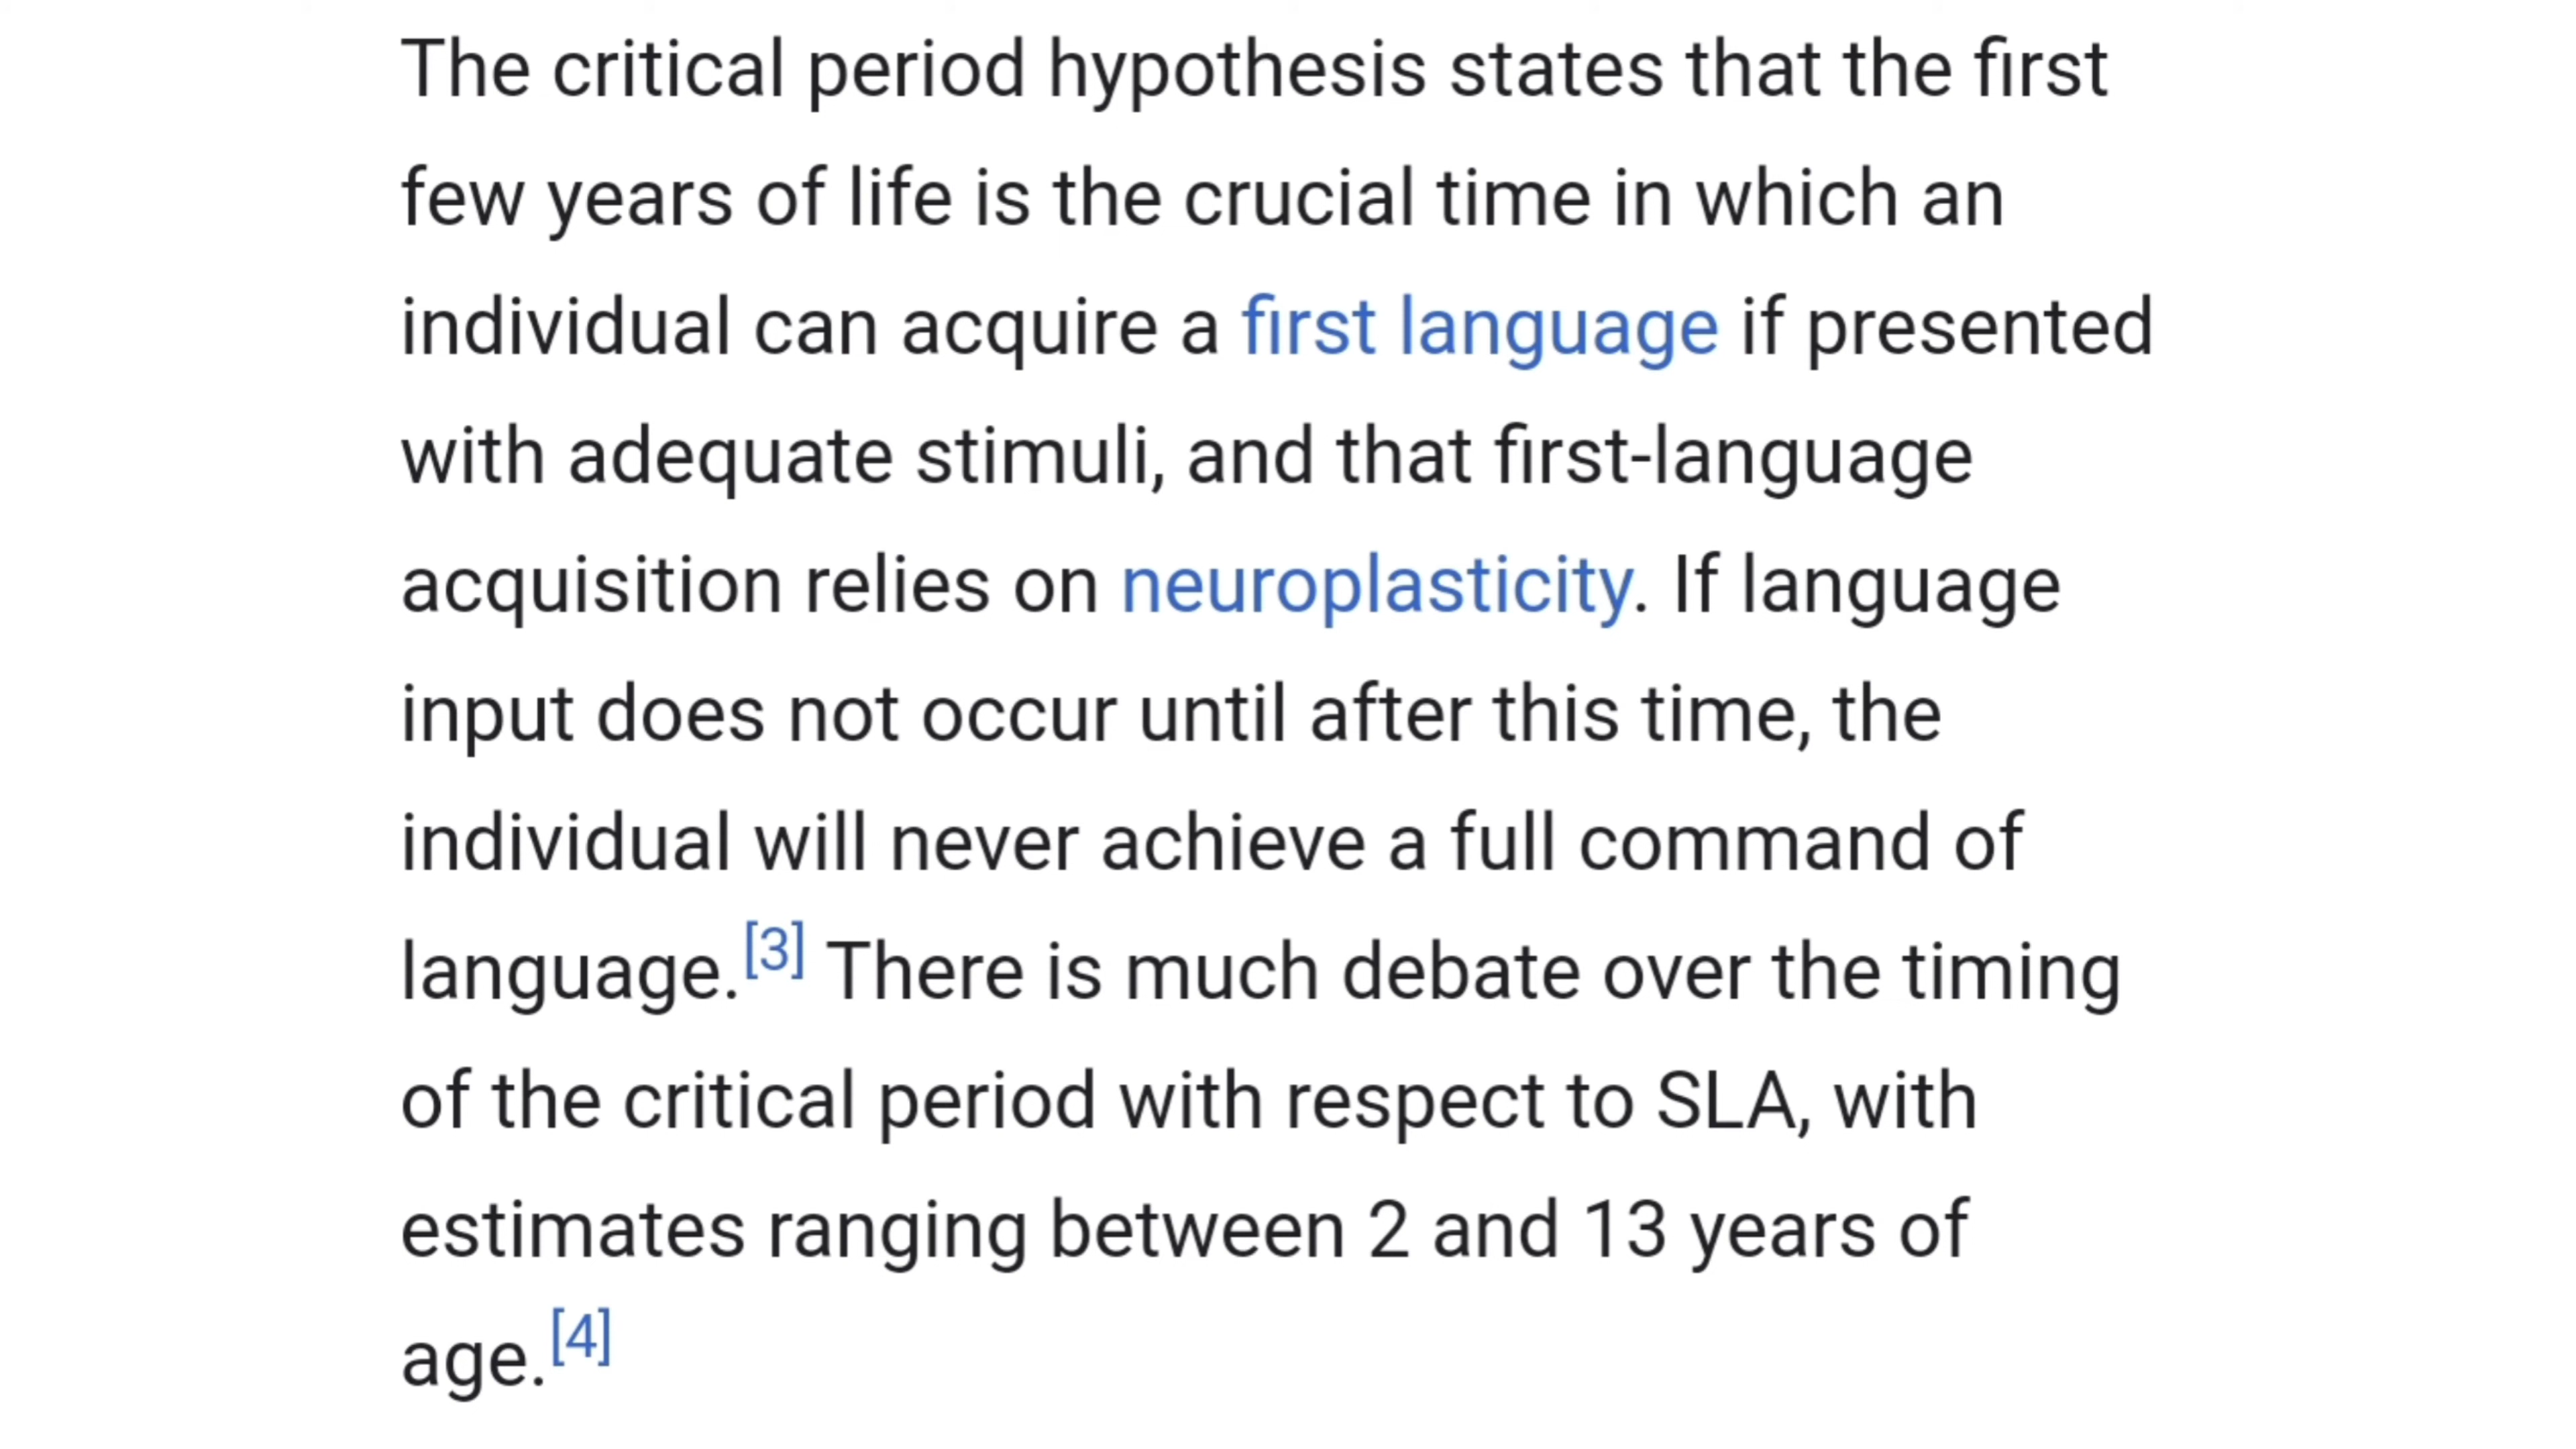 The critical period hypothesis states that the first
few years of life is the crucial time in which an
individual can acquire a first language if presented
with adequate stimuli, and that first-language
acquisition relies on neuroplasticity. If language
input does not occur until after this time, the
individual will never achieve a full command of
language.[3] There is much debate over the timing
of the critical period with respect to SLA, with
estimates ranging between 2 and 13 years of
age.[4]